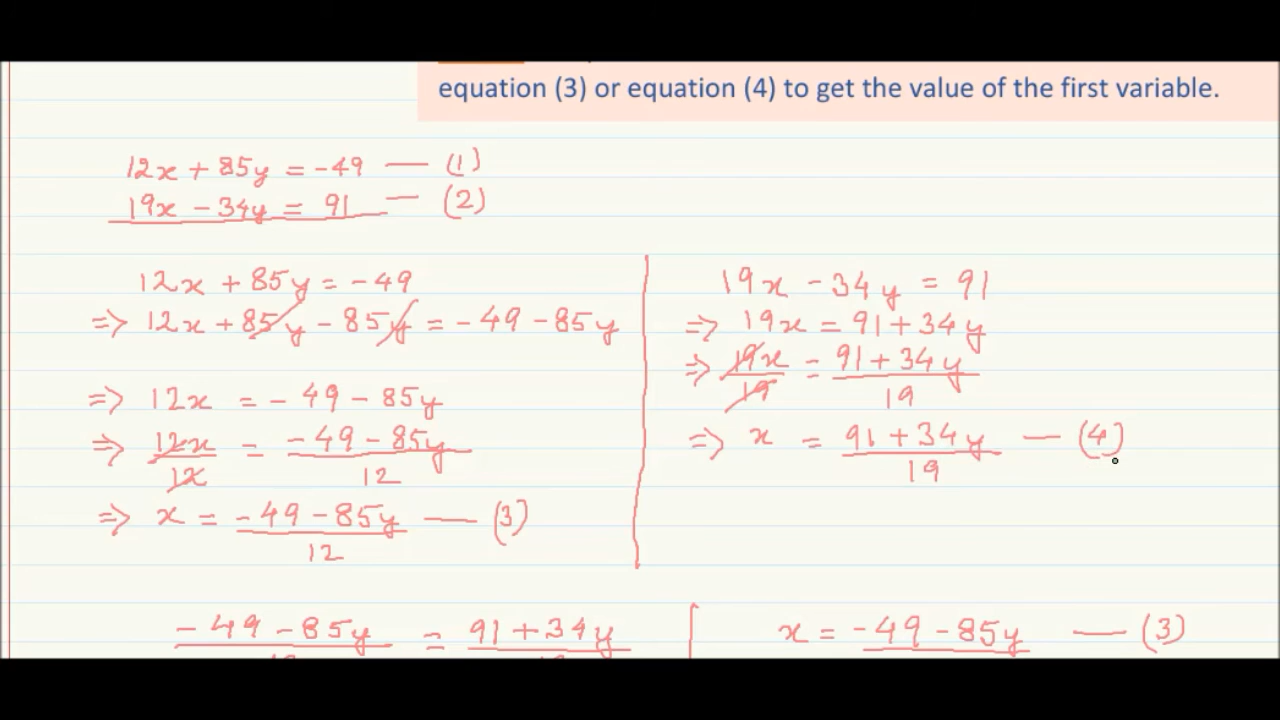 equation (3) or equation (4) to get the value of the first variable.
12x + 85y = -49 — (1)
19x - 34y = 91 — (2)
12x + 85y = -49
=> 12x + 85y - 85y = -49 - 85y
=> 12x = -49 - 85y
=> 12x/12 = (-49 - 85y)/12
=> x = (-49 - 85y)/12 — (3)
19x - 34y = 91
=> 19x = 91 + 34y
=> 19x/19 = (91 + 34y)/19
=> x = (91 + 34y)/19 — (4)
-49 - 85y = 91 + 34y
x = -49 - 85y — (3)